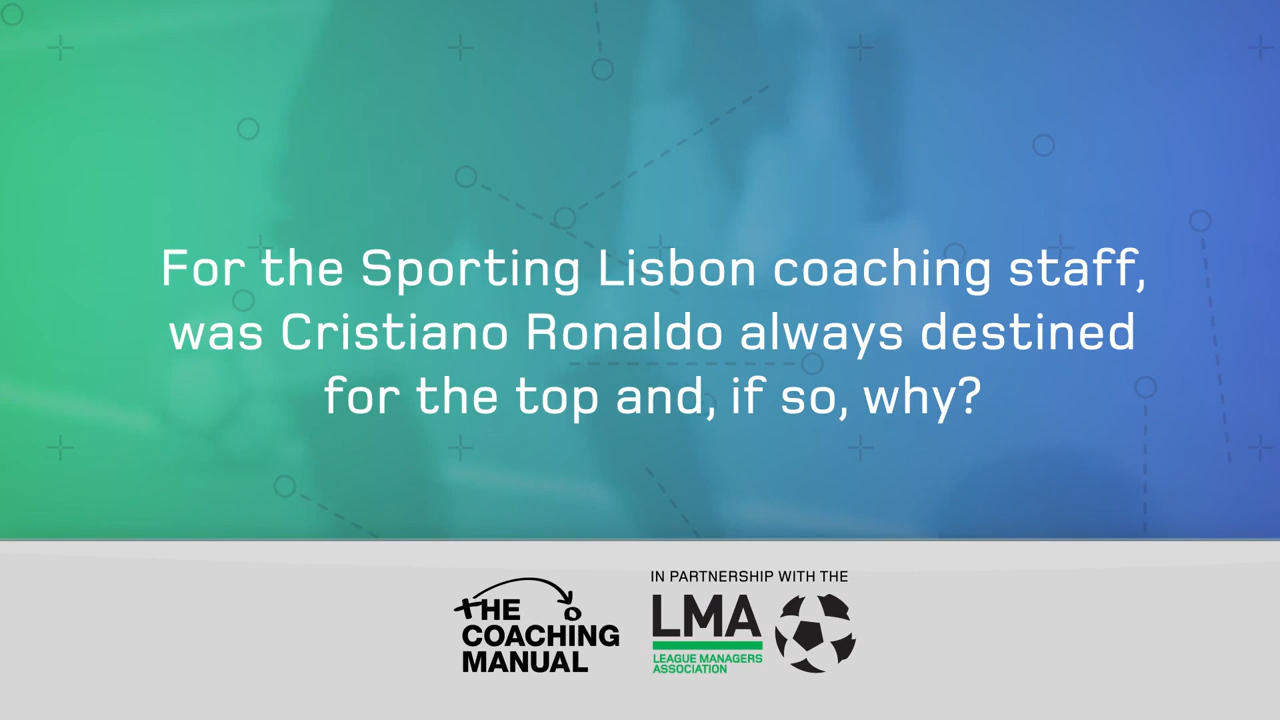 For the Sporting Lisbon coaching staff,
was Cristiano Ronaldo always destined
for the top and, if so, why?
THE
COACHING
MANUAL
IN PARTNERSHIP WITH THE
LMA
LEAGUE MANAGERS
ASSOCIATION